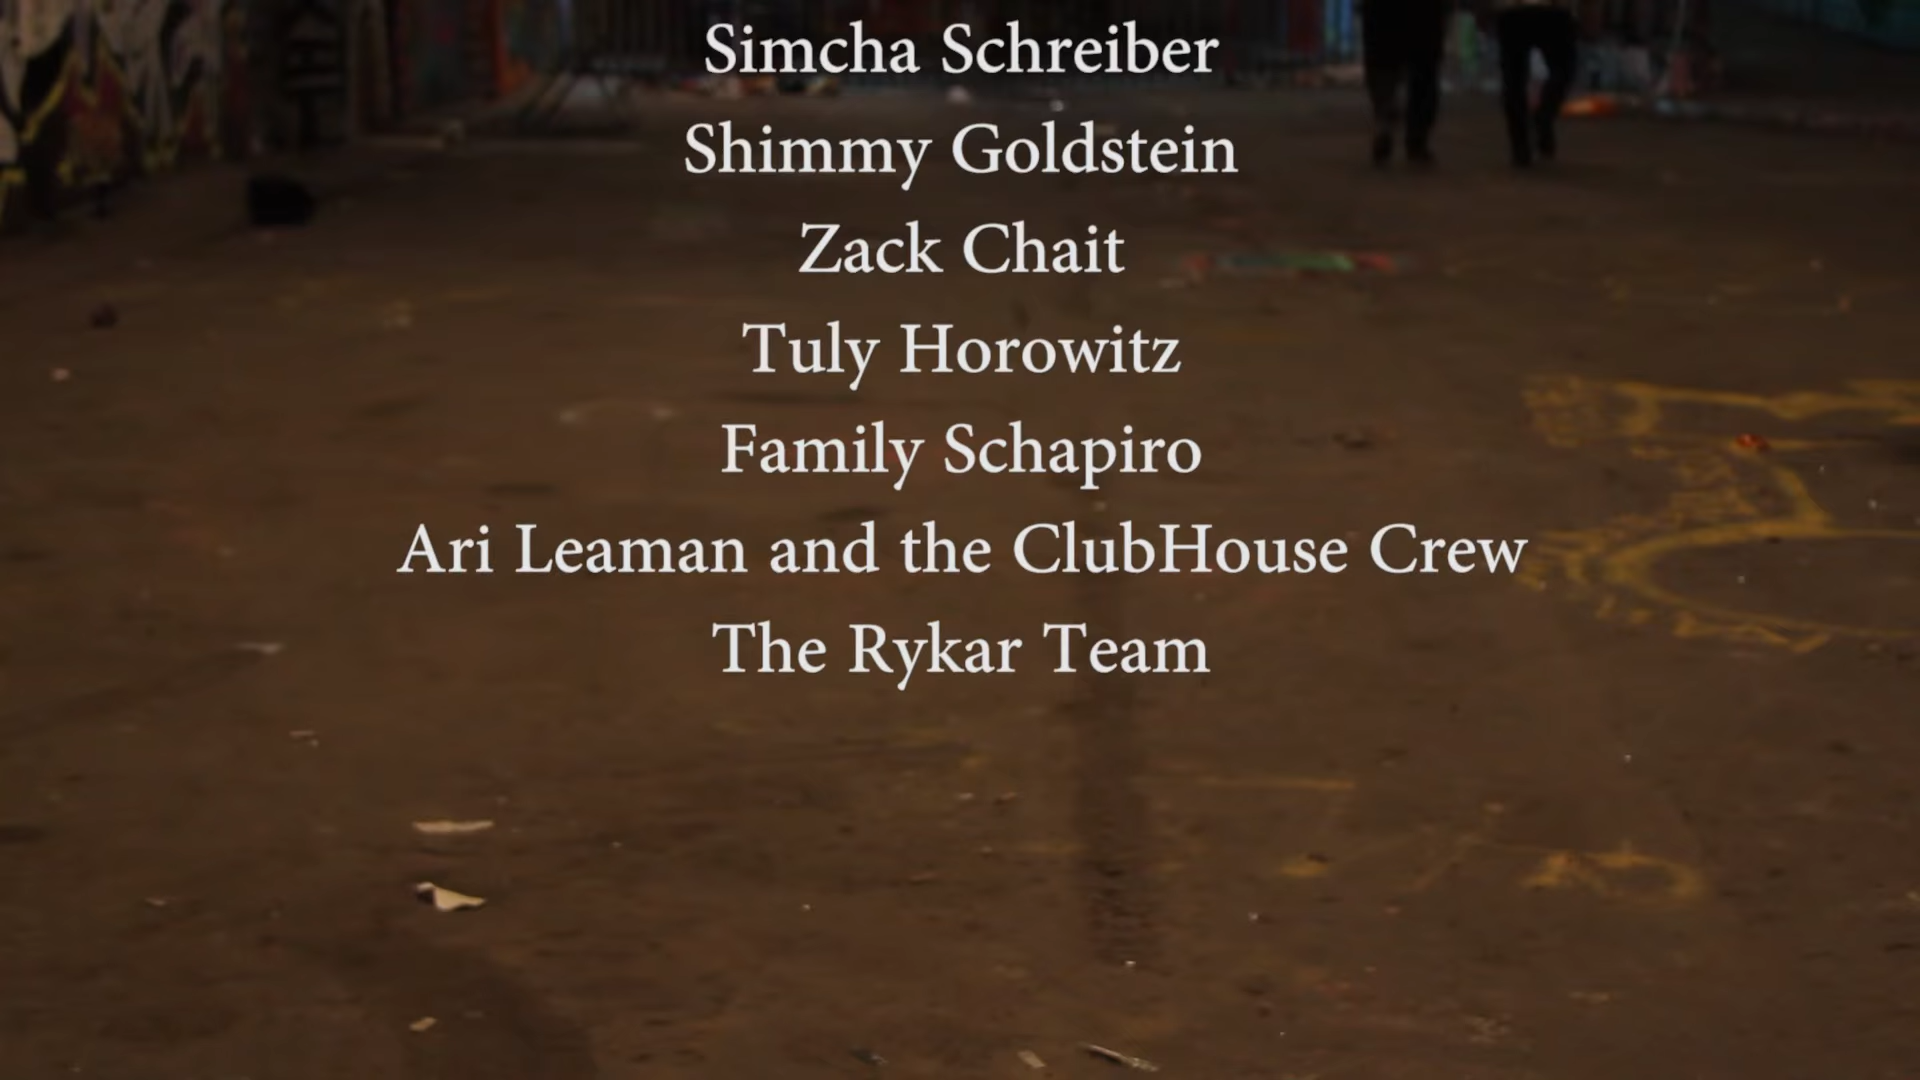 Simcha Schreiber
Shimmy Goldstein
Zack Chait
Tuly Horowitz
Family Schapiro
Ari Leaman and the ClubHouse Crew
The Rykar Team